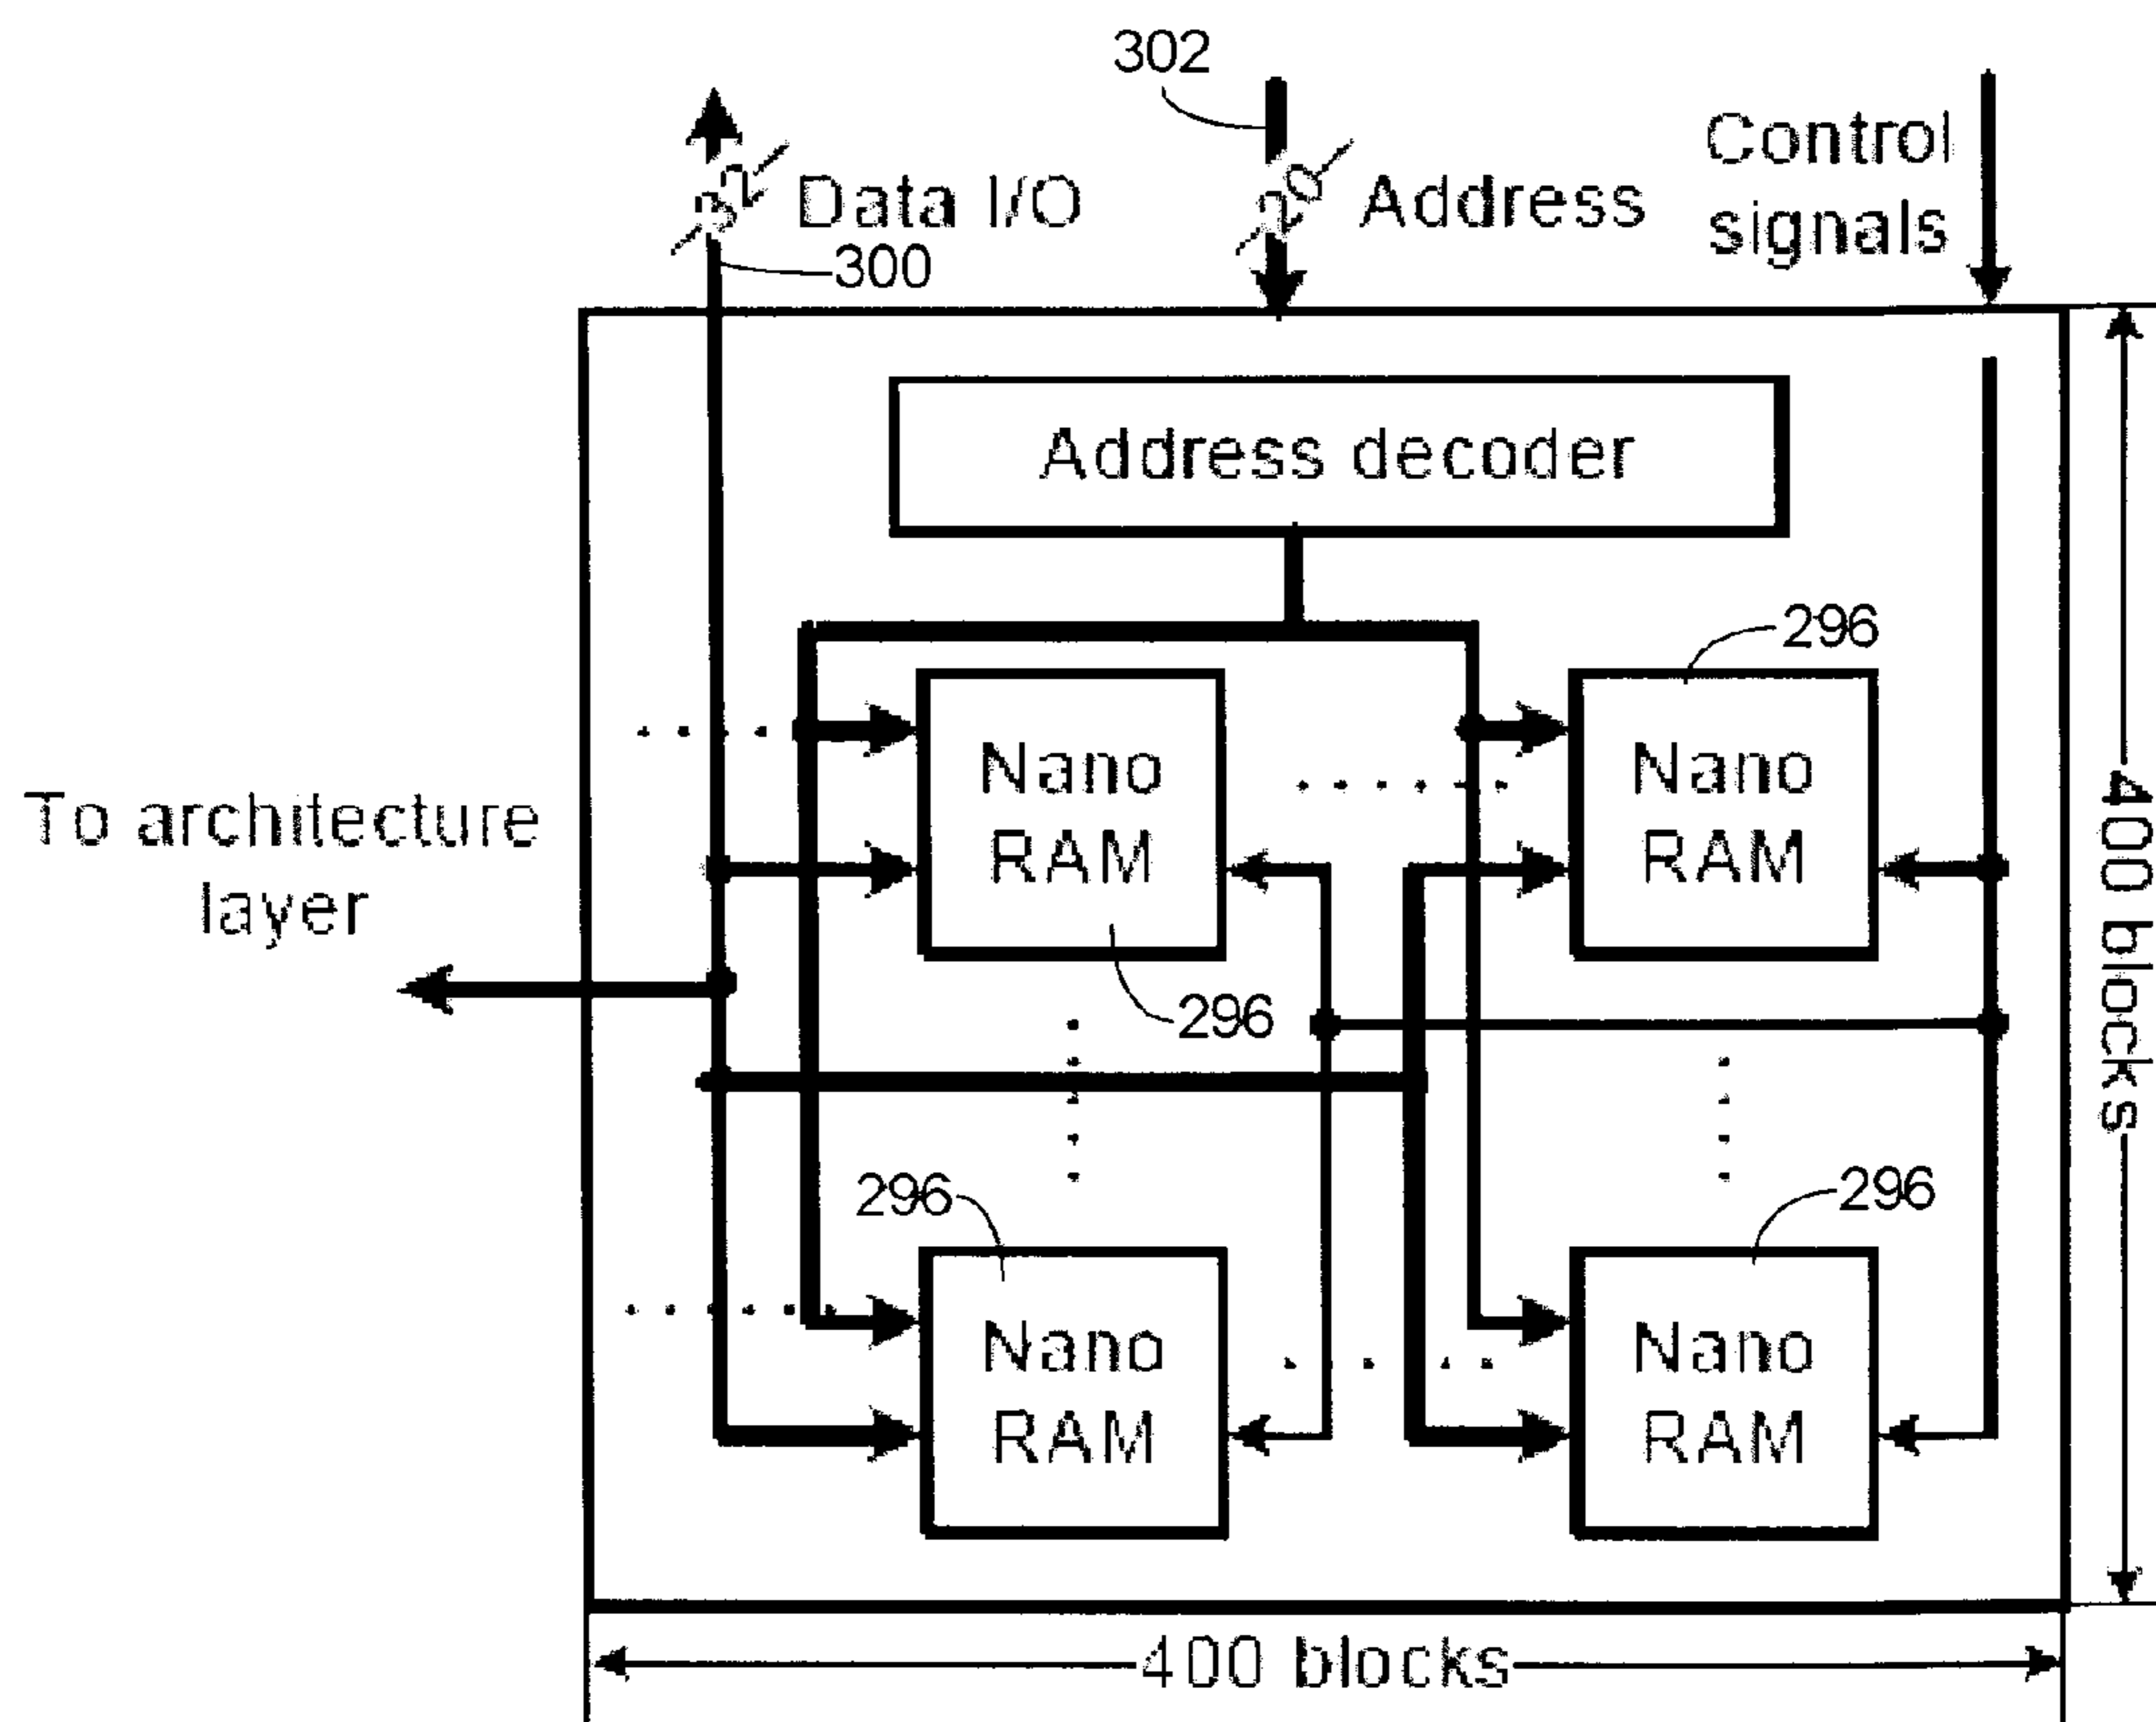 302
Control
signals
32
Data I/O
Address
300
Address decoder
296
Nano
RAM
Nano
RAM
To architecture
layer
296
400 blocks
296
296
Nano
RAM
Nano
RAM
400 blocks